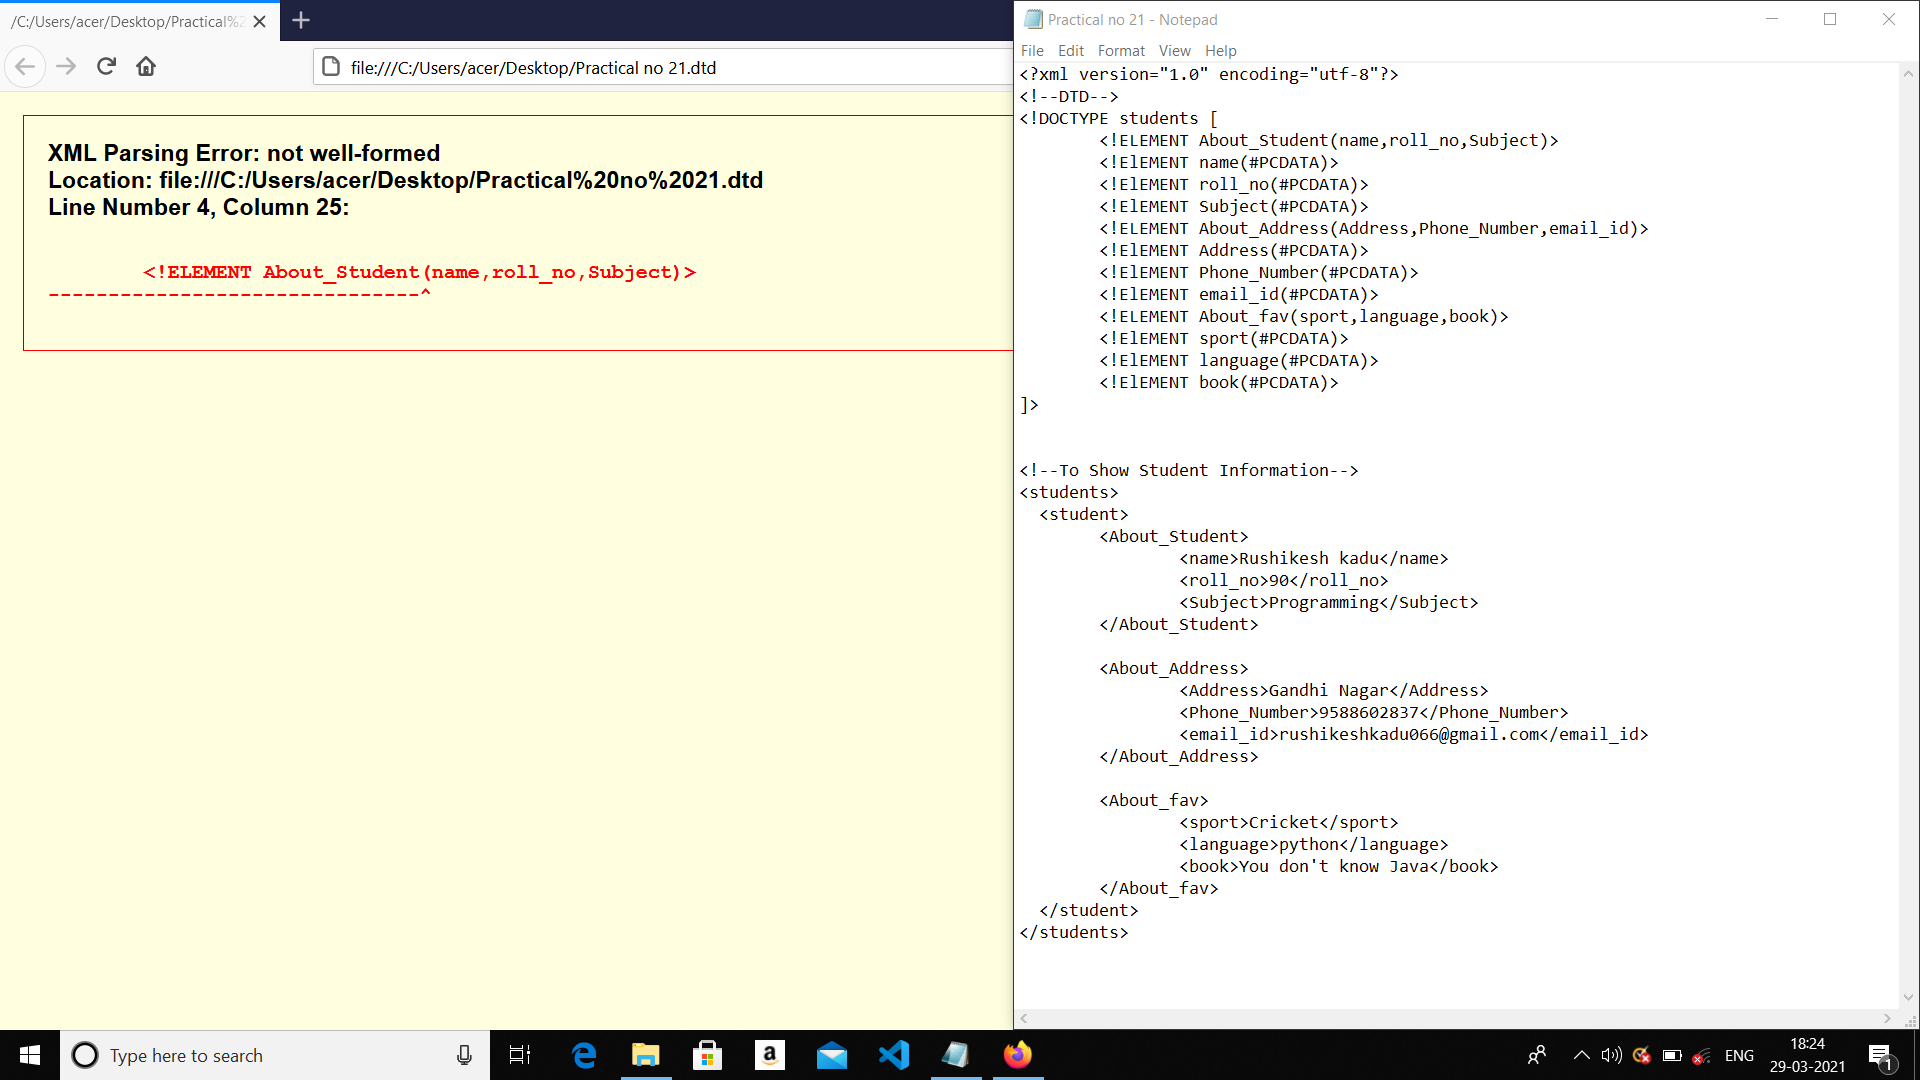 /C:/Users/acer/Desktop/Practical%2
file:///C:/Users/acer/Desktop/Practical no 21.dtd
XML Parsing Error: not well-formed
Location: file:///C:/Users/acer/Desktop/Practical%20no%2021.dtd
Line Number 4, Column 25:
<!ELEMENT About_Student(name,roll_no,Subject)>
-------------------------------^
Practical no 21 - Notepad
File Edit Format View Help
<?xml version="1.0" encoding="utf-8"?>
<!--DTD-->
<!DOCTYPE students [
<!ELEMENT About_Student(name,roll_no,Subject)>
<!ElEMENT name(#PCDATA)>
<!ElEMENT roll_no(#PCDATA)>
<!ElEMENT Subject(#PCDATA)>
<!ELEMENT About_Address(Address,Phone_Number,email_id)>
<!ElEMENT Address(#PCDATA)>
<!ElEMENT Phone_Number(#PCDATA)>
<!ElEMENT email_id(#PCDATA)>
<!ELEMENT About_fav(sport,language,book)>
<!ElEMENT sport(#PCDATA)>
<!ElEMENT language(#PCDATA)>
<!ElEMENT book(#PCDATA)>
]>
<!--To Show Student Information-->
<students>
<student>
<About_Student>
<name>Rushikesh kadu</name>
<roll_no>90</roll_no>
<Subject>Programming</Subject>
</About_Student>
<About_Address>
<Address>Gandhi Nagar</Address>
<Phone_Number>9588602837</Phone_Number>
<email_id>rushikeshkadu066@gmail.com</email_id>
</About_Address>
<About_fav>
<sport>Cricket</sport>
<language>python</language>
<book>You don't know Java</book>
</About_fav>
</student>
</students>
Type here to search
a
ENG
18:24
29-03-2021
1